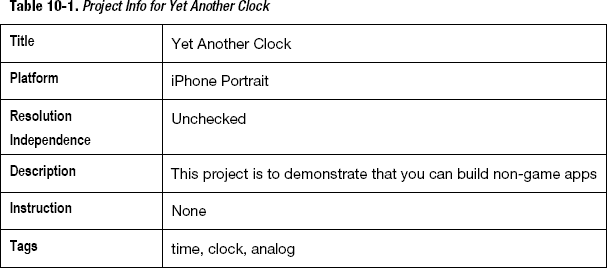 Table 10-1. Project Info for Yet Another Clock
Title Yet Another Clock
Platform iPhone Portrait
Resolution Independence Unchecked
Description This project is to demonstrate that you can build non-game apps
Instruction None
Tags time, clock, analog